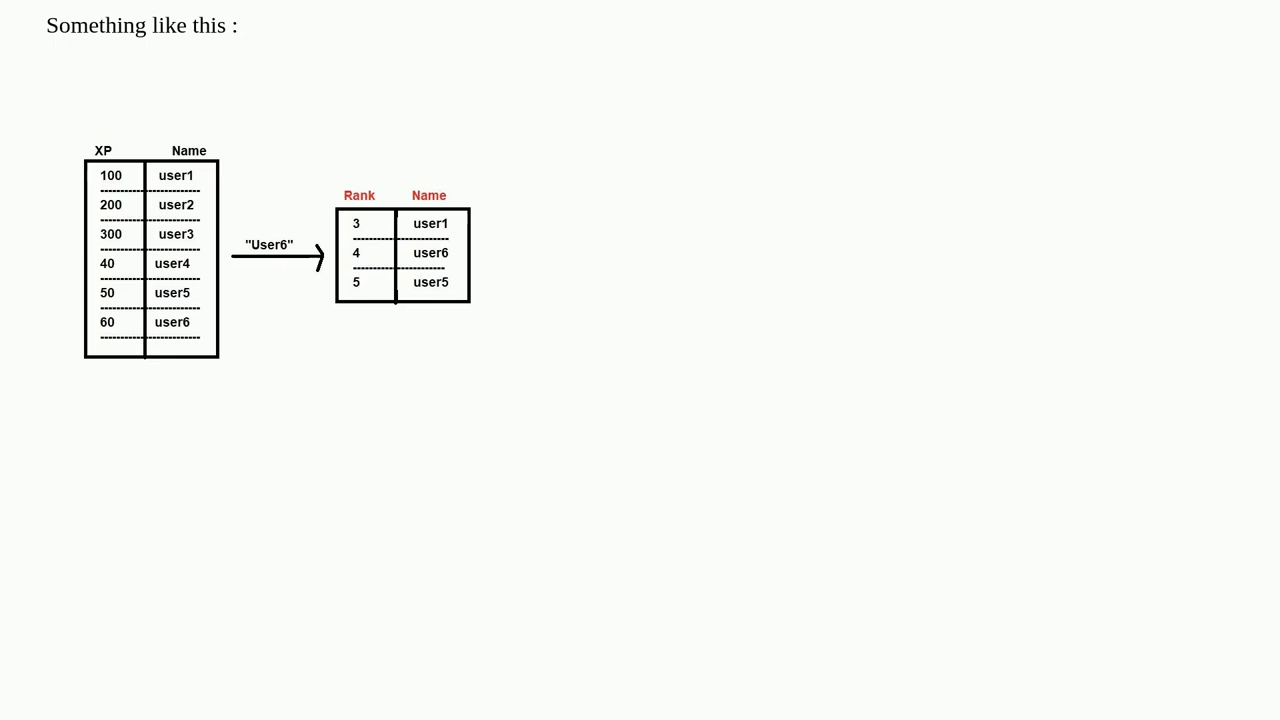 Something like this :
XP Name
100 user1
200 user2
300 user3
40 user4
50 user5
60 user6
"User6"
Rank Name
3 user1
4 user6
5 user5